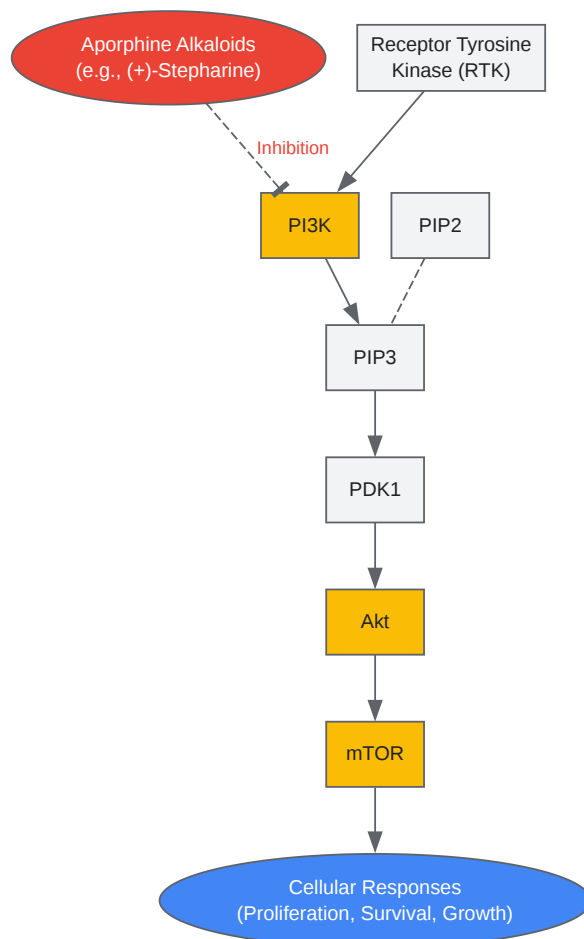 Aporphine Alkaloids
(e.g., (+)-Stepharine)
Receptor Tyrosine
Kinase (RTK)
Inhibition
PI3K
PIP2
PIP3
PDK1
Akt
mTOR
Cellular Responses
(Proliferation, Survival, Growth)